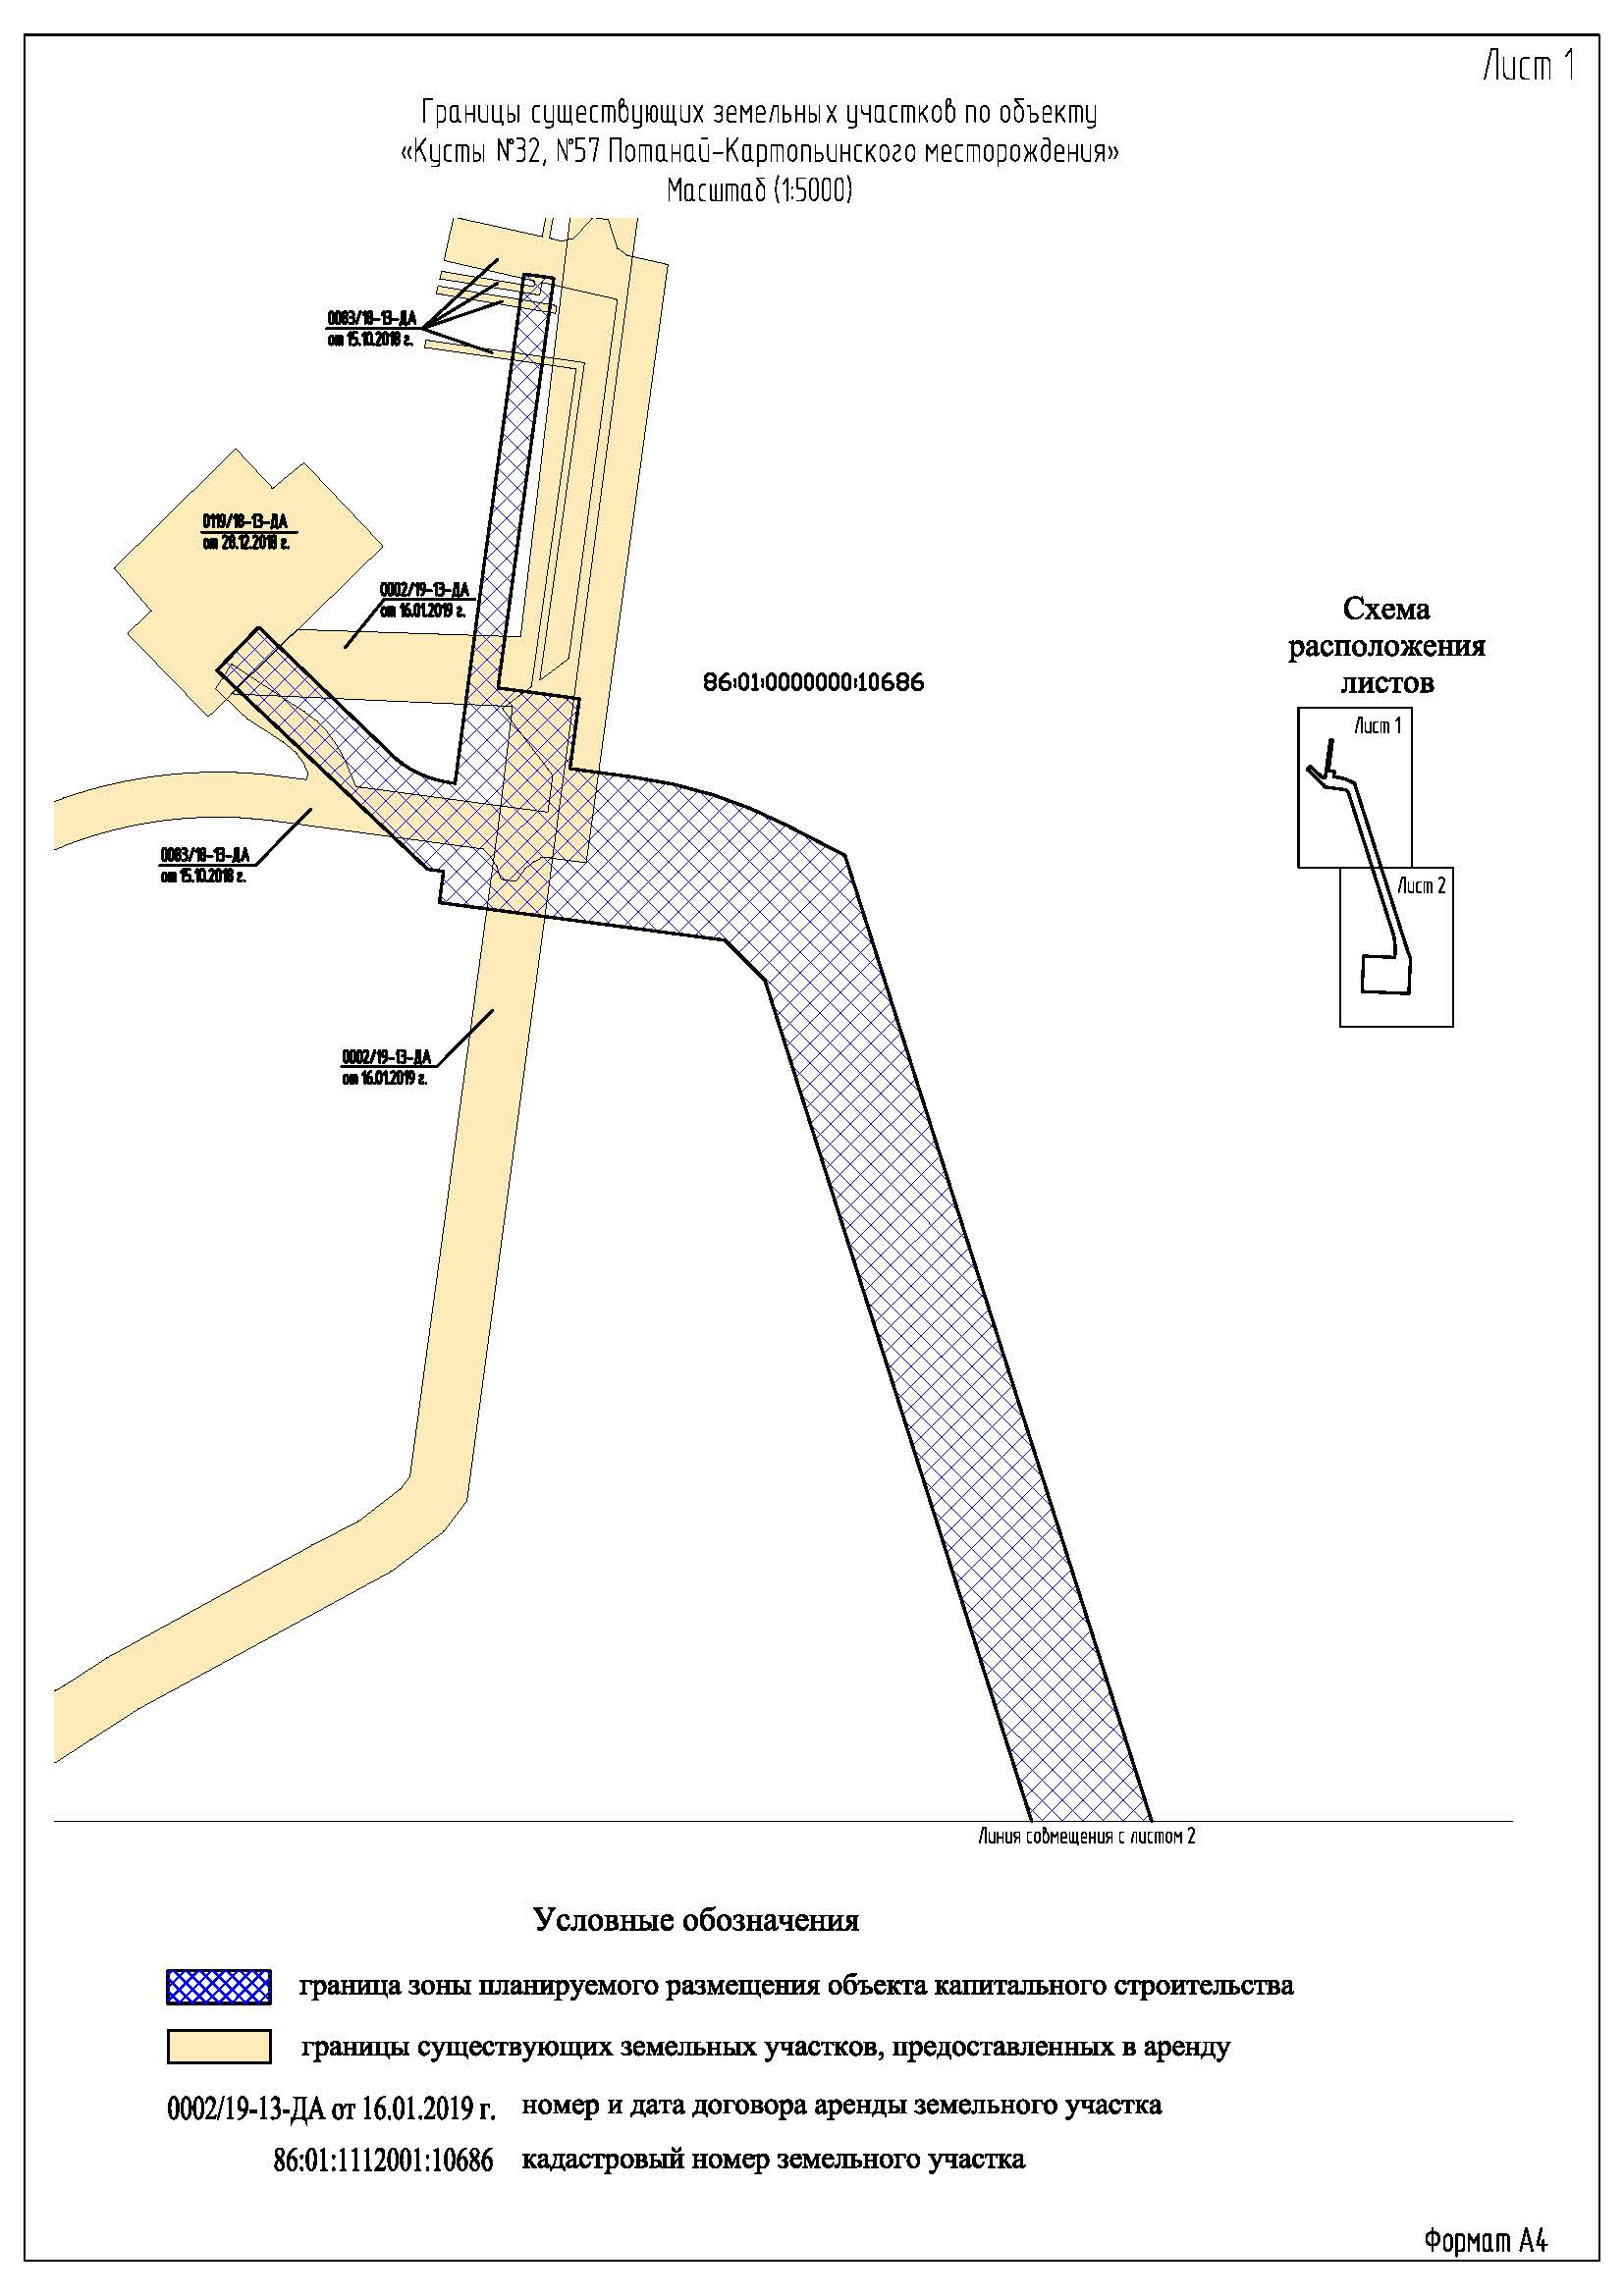 Лист 1
Границы существующих земельных участков по объекту
«Кусты №32, №57 Потанай-Картопьинского месторождения»
Масштаб (1:5000)
0083/18-13-ДА
от 15.10.2018 г.
0119/18-13-ДА
от 28.12.2018 г.
0002/19-13-ДА
от 16.01.2019 г.
86:01:0000000:10686
Схема
расположения
листов
Лист 1
Лист 2
0083/18-13-ДА
от 15.10.2018 г.
0002/19-13-ДА
от 16.01.2019 г.
Линия совмещения с листом 2
Условные обозначения
граница зоны планируемого размещения объекта капитального строительства
границы существующих земельных участков, предоставленных в аренду
0002/19-13-ДА от 16.01.2019 г. номер и дата договора аренды земельного участка
86:01:1112001:10686 кадастровый номер земельного участка
Формат А4